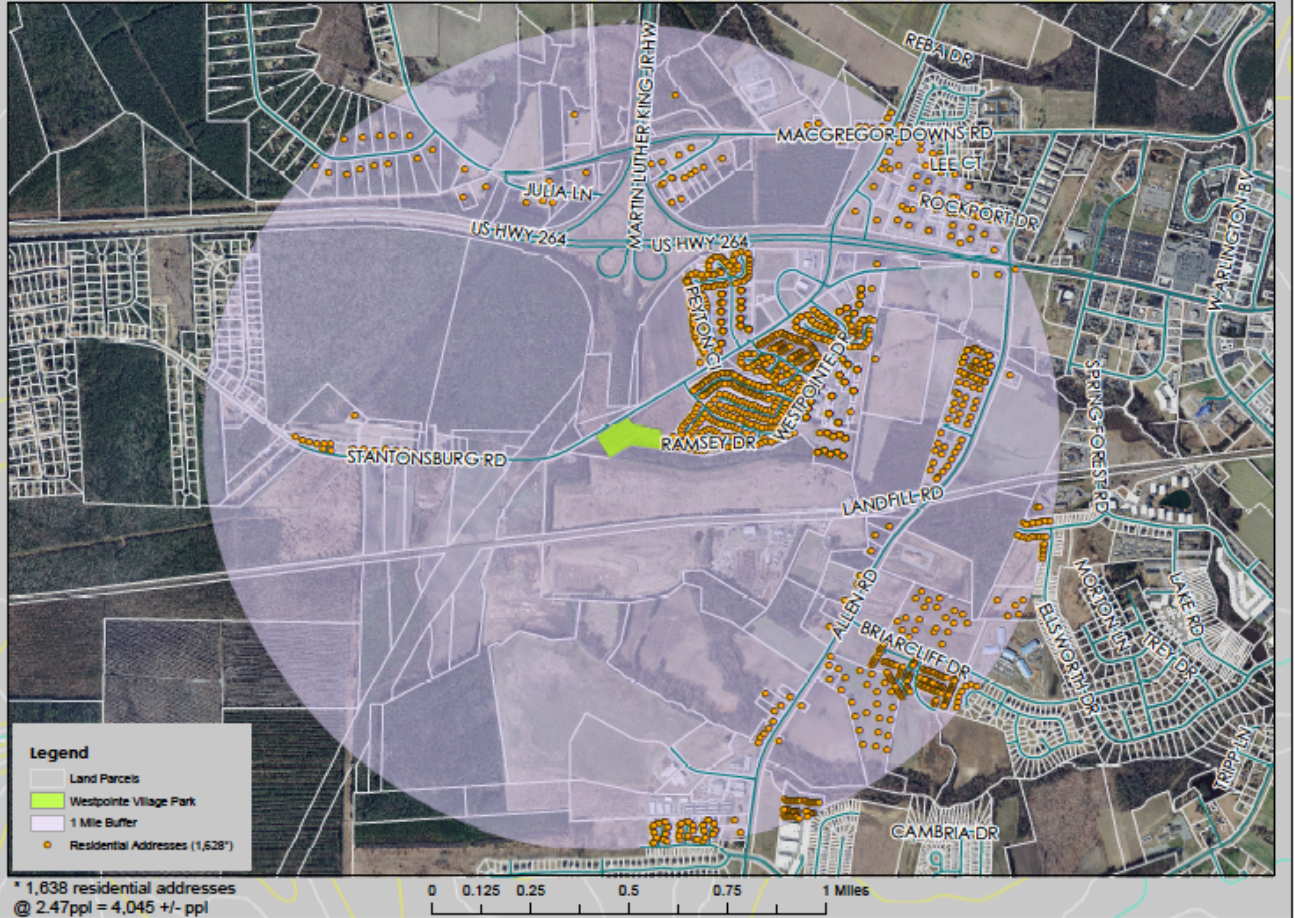 REBA DR
MARTIN LUTHER KING JR HW
MACGREGOR DOWNS RD
LEE CT
JULIA LN
ROCKPORT DR
W ARLINGTON BV
US HWY 264
US HWY 264
PEYTON CI
WESTPOINTE DR
SPRING FOREST RD
RAMSEY DR
STANTONSBURG RD
LANDFILL RD
MORTON LN
LAKE RD
ALLEN RD
ELLSWORTH DR
TREY DR
BRIARCLIFF DR
TRIPP LN
CAMBRIA DR
Legend
Land Parcels
Westpointe Village Park
1 Mile Buffer
Residential Addresses (1,628*)
* 1,638 residential addresses
@ 2.47ppl = 4,045 +/- ppl
0 0.125 0.25 0.5 0.75 1 Miles